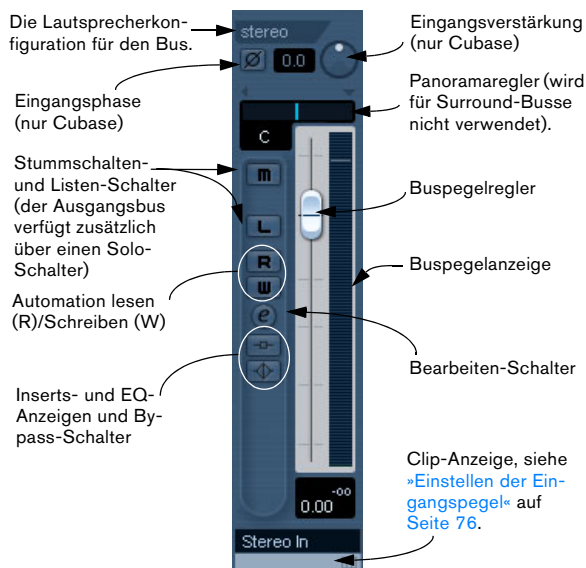 Die Lautsprecherkon-
figuration für den Bus.
Eingangsphase
(nur Cubase)
Stummschalten-
und Listen-Schalter
(der Ausgangsbus
verfügt zusätzlich
über einen Solo-
Schalter)
Automation lesen
(R)/Schreiben (W)
Inserts- und EQ-
Anzeigen und By-
pass-Schalter
stereo
0.0
C
m
L
R
W
e
-oo
0.00
Stereo In
Eingangsverstärkung
(nur Cubase)
Panoramaregler (wird
für Surround-Busse
nicht verwendet).
Buspegelregler
Buspegelanzeige
Bearbeiten-Schalter
Clip-Anzeige, siehe
»Einstellen der Ein-
gangspegel« auf
Seite 76.